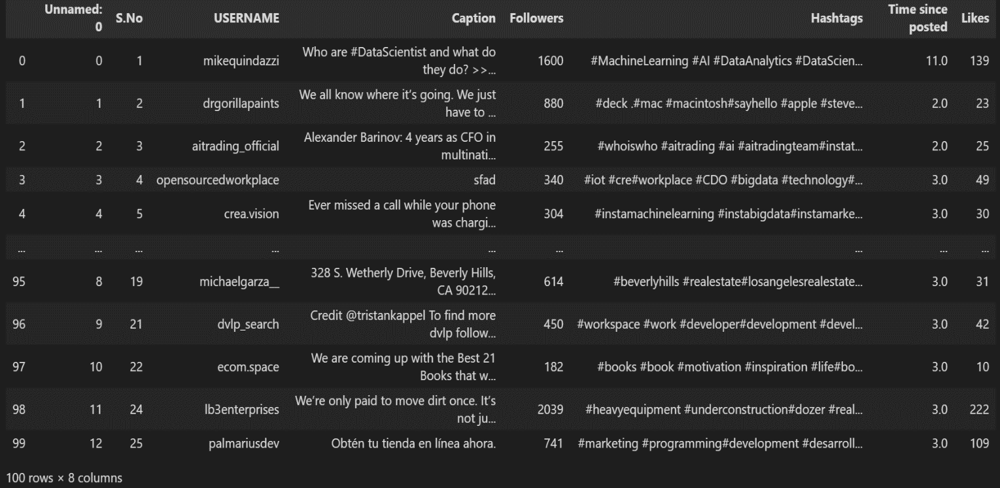 Unnamed: 0 S.No USERNAME Caption Followers Hashtags Time since posted Likes
0 0 1 mikequindazzi Who are #DataScientist and what do they do? >>... 1600 #MachineLearning #AI #DataAnalytics #DataScien... 11.0 139
1 1 2 drgorillapaints We all know where it’s going. We just have to ... 880 #deck .#mac #macintosh#sayhello #apple #steve... 2.0 23
2 2 3 aitrading_official Alexander Barinov: 4 years as CFO in multinati... 255 #whoiswho #aitrading #ai #aitradingteam#instat... 2.0 25
3 3 4 opensourcedworkplace sfad 340 #iot #cre#workplace #CDO #bigdata #technology#... 3.0 49
4 4 5 crea.vision Ever missed a call while your phone was chargi... 304 #instamachinelearning #instabigdata#instamarke... 3.0 30
... ... ... ... ... ... ... ... ...
95 8 19 michaelgarza__ 328 S. Wetherly Drive, Beverly Hills, CA 90212... 614 #beverlyhills #realestate#losangelesrealestate... 3.0 31
96 9 21 dvlp_search Credit @tristankappel To find more dvlp follow... 450 #workspace #work #developer#development #devel... 3.0 42
97 10 22 ecom.space We are coming up with the Best 21 Books that w... 182 #books #book #motivation #inspiration #life#bo... 3.0 10
98 11 24 lb3enterprises We’re only paid to move dirt once. It’s not ju... 2039 #heavyequipment #underconstruction#dozer #real... 3.0 222
99 12 25 palmariusdev Obtén tu tienda en línea ahora. 741 #marketing #programming#development #desarroll... 3.0 109
100 rows × 8 columns